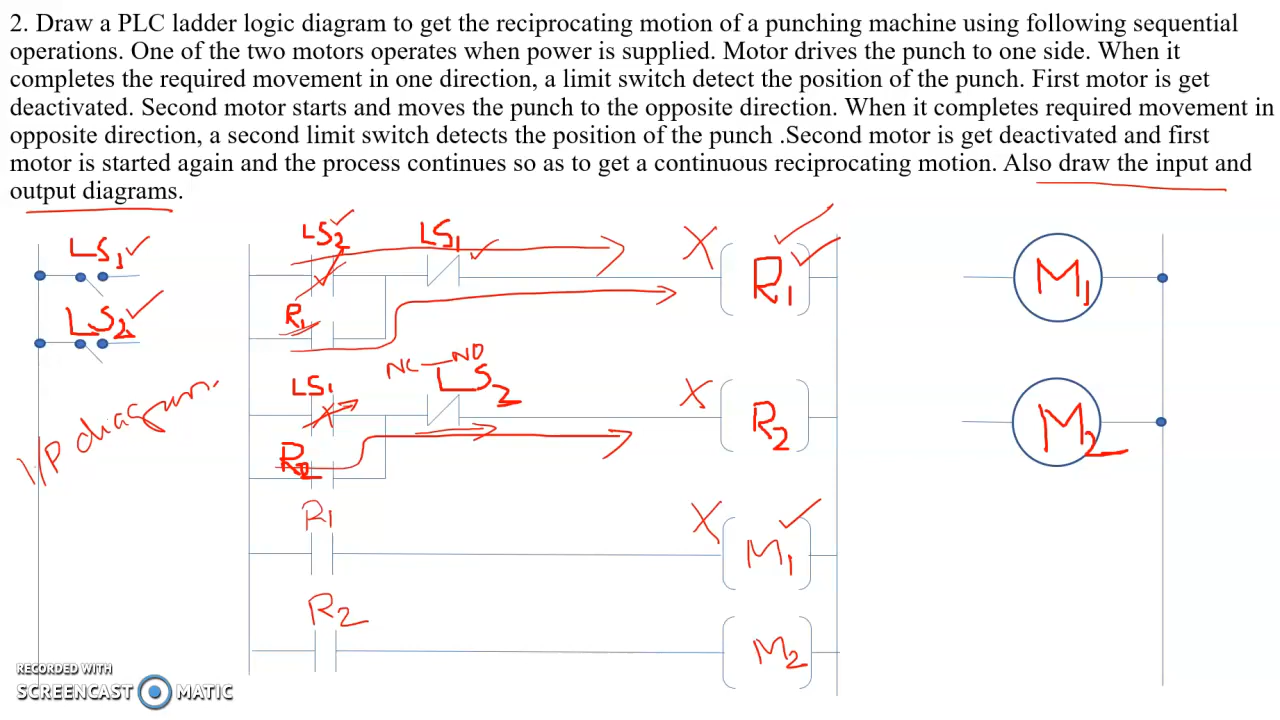 2. Draw a PLC ladder logic diagram to get the reciprocating motion of a punching machine using following sequential
operations. One of the two motors operates when power is supplied. Motor drives the punch to one side. When it
completes the required movement in one direction, a limit switch detect the position of the punch. First motor is get
deactivated. Second motor starts and moves the punch to the opposite direction. When it completes required movement in
opposite direction, a second limit switch detects the position of the punch .Second motor is get deactivated and first
motor is started again and the process continues so as to get a continuous reciprocating motion. Also draw the input and
output diagrams.
LS1
LS2
I/P diagram.
LS2 LS1 R1
R1
NC NO
LS1 LS2 R2
R2
R1 M1
R2 M2
M1
M2
RECORDED WITH
SCREENCAST MATIC